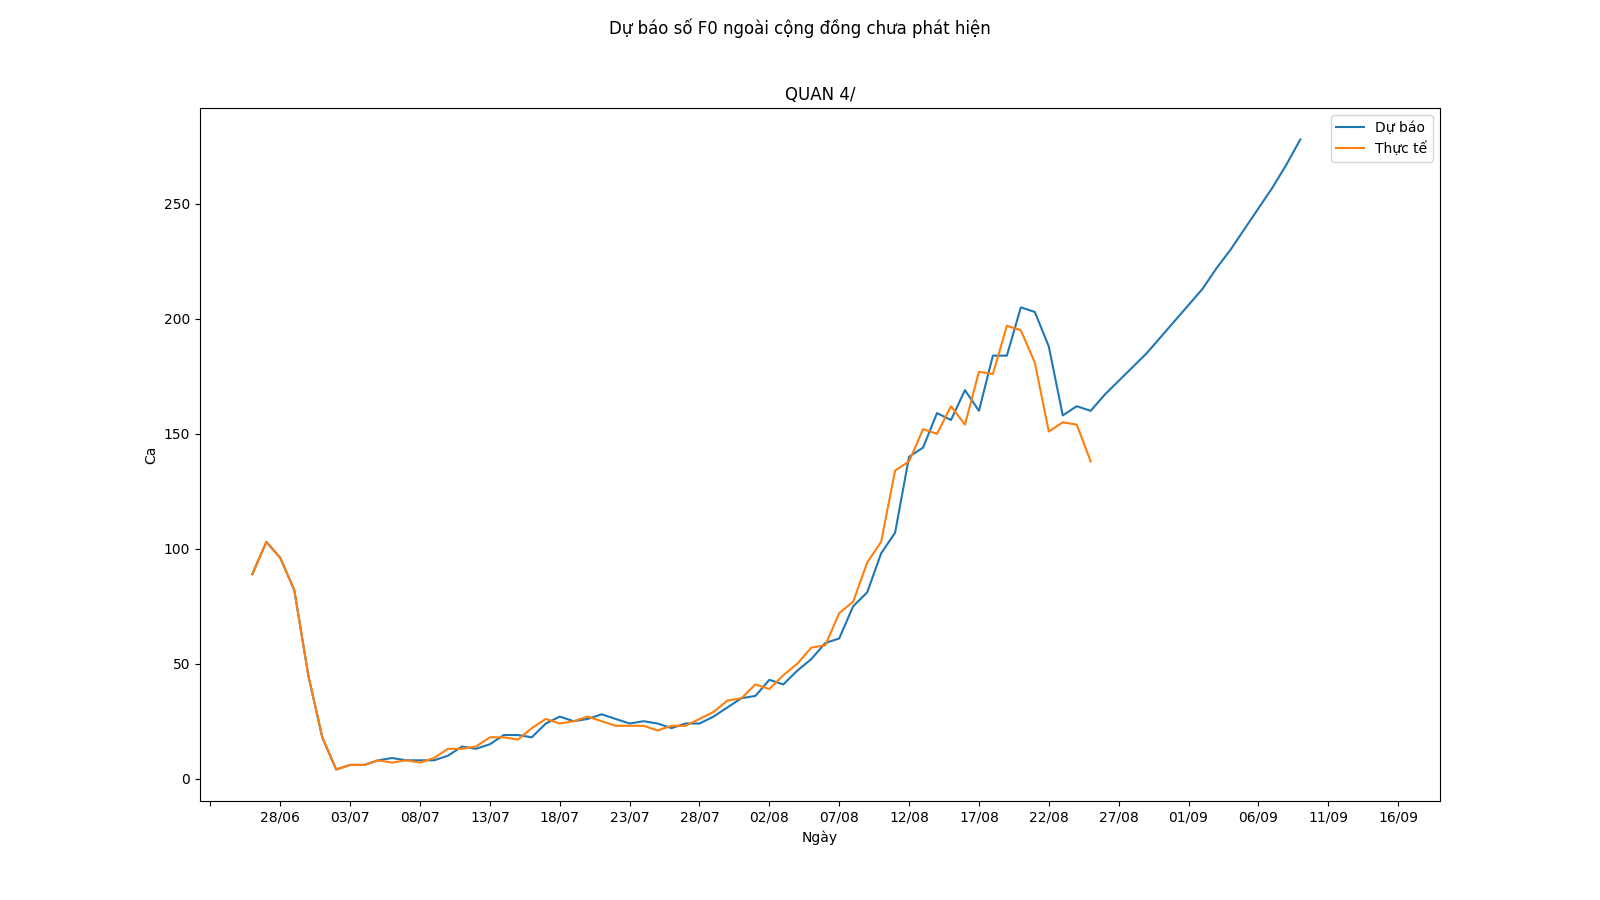 Dự báo số F0 ngoài cộng đồng chưa phát hiện
QUAN 4/
Dự báo
Thực tế
250
200
150
100
50
0
Ca
28/06 03/07 08/07 13/07 18/07 23/07 28/07 02/08 07/08 12/08 17/08 22/08 27/08 01/09 06/09 11/09 16/09
Ngày